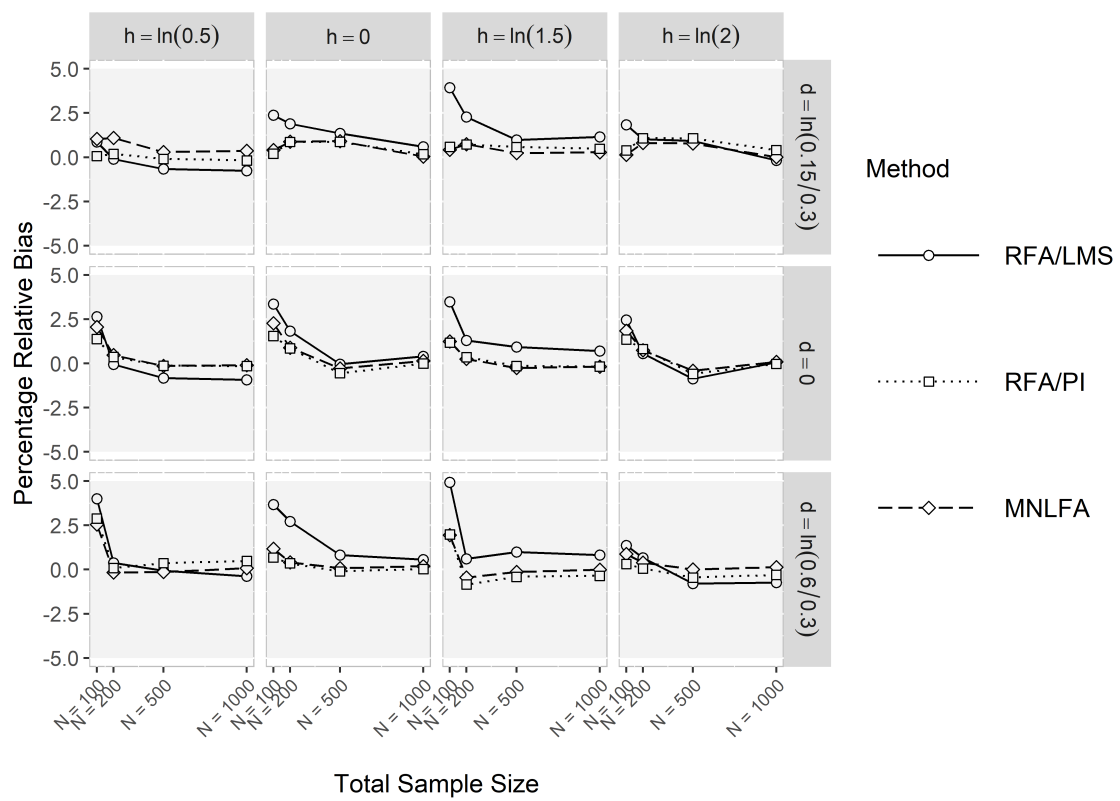 h = ln(0.5)
h = 0
h = ln(1.5)
h = ln(2)
Percentage Relative Bias
5.0
2.5
0.0
-2.5
-5.0
d = ln(0.15/0.3)
5.0
2.5
0.0
-2.5
-5.0
d = 0
5.0
2.5
0.0
-2.5
-5.0
d = ln(0.6/0.3)
N = 100
N = 200
N = 500
N = 1000
N = 100
N = 200
N = 500
N = 1000
N = 100
N = 200
N = 500
N = 1000
N = 100
N = 200
N = 500
N = 1000
Total Sample Size
Method
RFA/LMS
RFA/PI
MNLFA